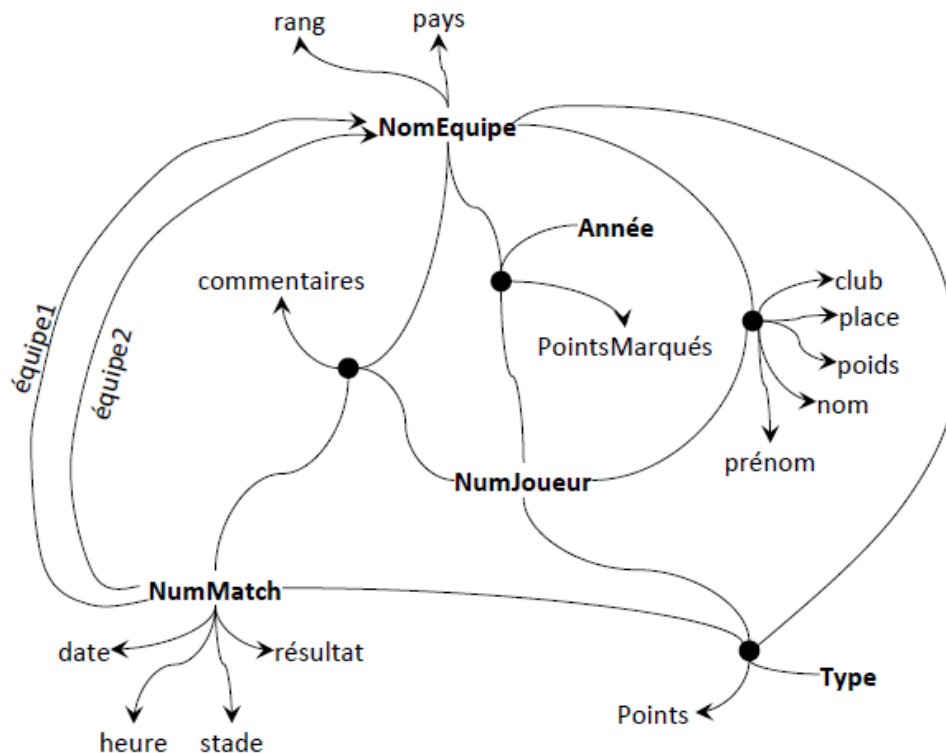 rang
pays
NomEquipe
Année
commentaires
club
place
PointsMarqués
poids
équipe1
équipe2
nom
prénom
NumJoueur
NumMatch
date
résultat
Type
Points
heure
stade